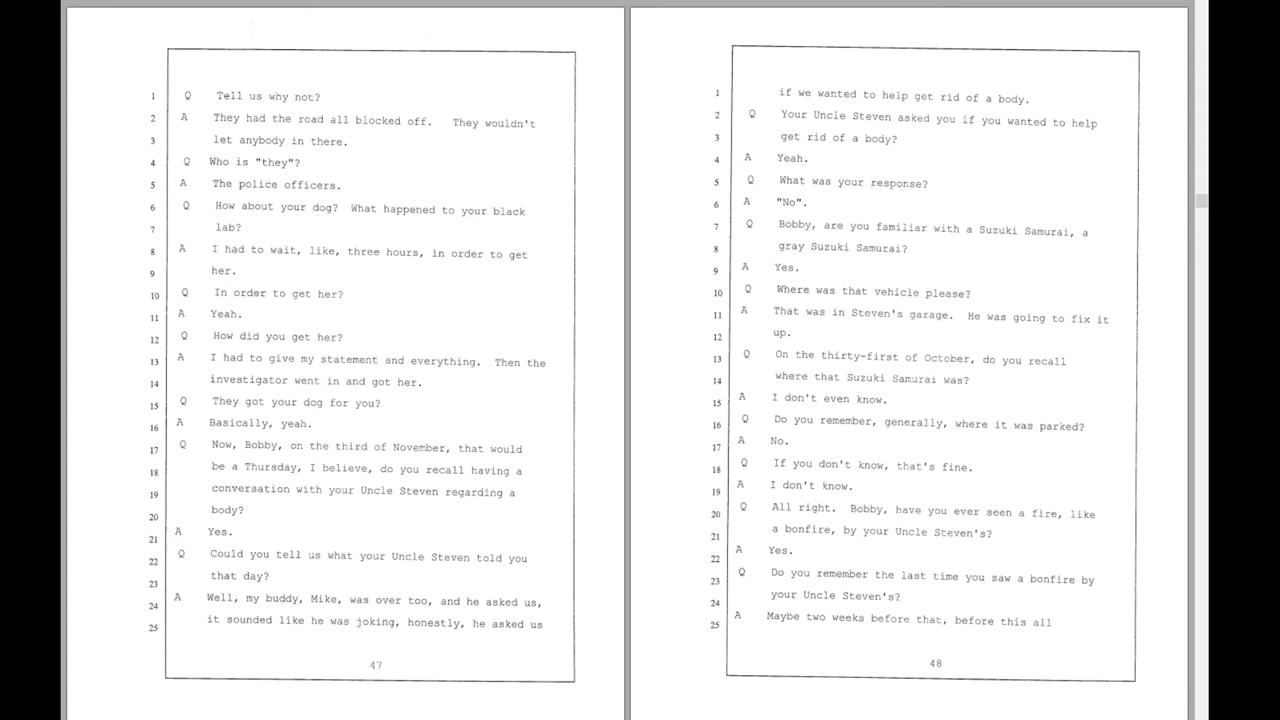 1 Q Tell us why not?
2 A They had the road all blocked off. They wouldn't
3 let anybody in there.
4 Q Who is "they"?
5 A The police officers.
6 Q How about your dog? What happened to your black
7 lab?
8 A I had to wait, like, three hours, in order to get
9 her.
10 Q In order to get her?
11 A Yeah.
12 Q How did you get her?
13 A I had to give my statement and everything. Then the
14 investigator went in and got her.
15 Q They got your dog for you?
16 A Basically, yeah.
17 Q Now, Bobby, on the third of November, that would
18 be a Thursday, I believe, do you recall having a
19 conversation with your Uncle Steven regarding a
20 body?
21 A Yes.
22 Q Could you tell us what your Uncle Steven told you
23 that day?
24 A Well, my buddy, Mike, was over too, and he asked us,
25 it sounded like he was joking, honestly, he asked us
47
1 if we wanted to help get rid of a body.
2 Q Your Uncle Steven asked you if you wanted to help
3 get rid of a body?
4 A Yeah.
5 Q What was your response?
6 A "No".
7 Q Bobby, are you familiar with a Suzuki Samurai, a
8 gray Suzuki Samurai?
9 A Yes.
10 Q Where was that vehicle please?
11 A That was in Steven's garage. He was going to fix it
12 up.
13 Q On the thirty-first of October, do you recall
14 where that Suzuki Samurai was?
15 A I don't even know.
16 Q Do you remember, generally, where it was parked?
17 A No.
18 Q If you don't know, that's fine.
19 A I don't know.
20 Q All right. Bobby, have you ever seen a fire, like
21 a bonfire, by your Uncle Steven's?
22 A Yes.
23 Q Do you remember the last time you saw a bonfire by
24 your Uncle Steven's?
25 A Maybe two weeks before that, before this all
48